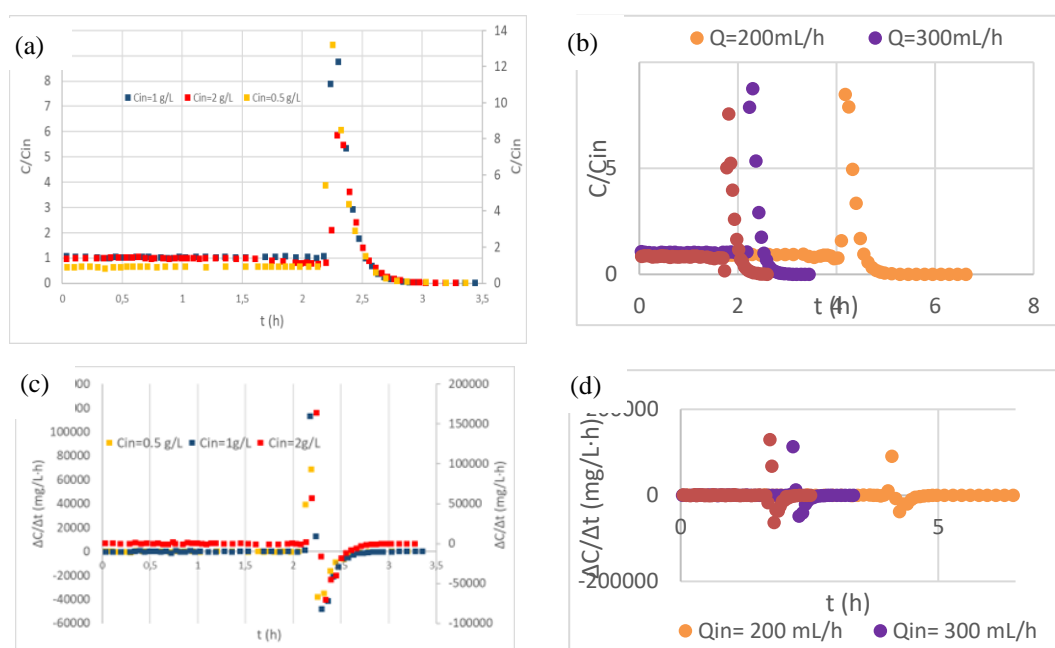 (a)
14
12
10
8
6
4
2
0
8
7
6
5
4
3
2
1
0
C/Cin
C/Cin
Cin=1 g/L Cin=2 g/L Cin=0.5 g/L
0 0,5 1 1,5 2 2,5 3 3,5
t (h)
(b)
Q=200mL/h Q=300mL/h
5
0
C/Cin
0 2 4 6 8
t (h)
(c)
100000
80000
60000
40000
20000
0
-20000
-40000
-60000
200000
150000
100000
50000
0
-50000
-100000
ΔC/Δt (mg/L·h)
ΔC/Δt (mg/L·h)
Cin=0.5 g/L Cin=1g/L Cin=2g/L
0 0.5 1 1.5 2 2.5 3 3.5
(d)
0
-200000
ΔC/Δt (mg/L·h)
0 5
t (h)
Qin= 200 mL/h Qin= 300 mL/h